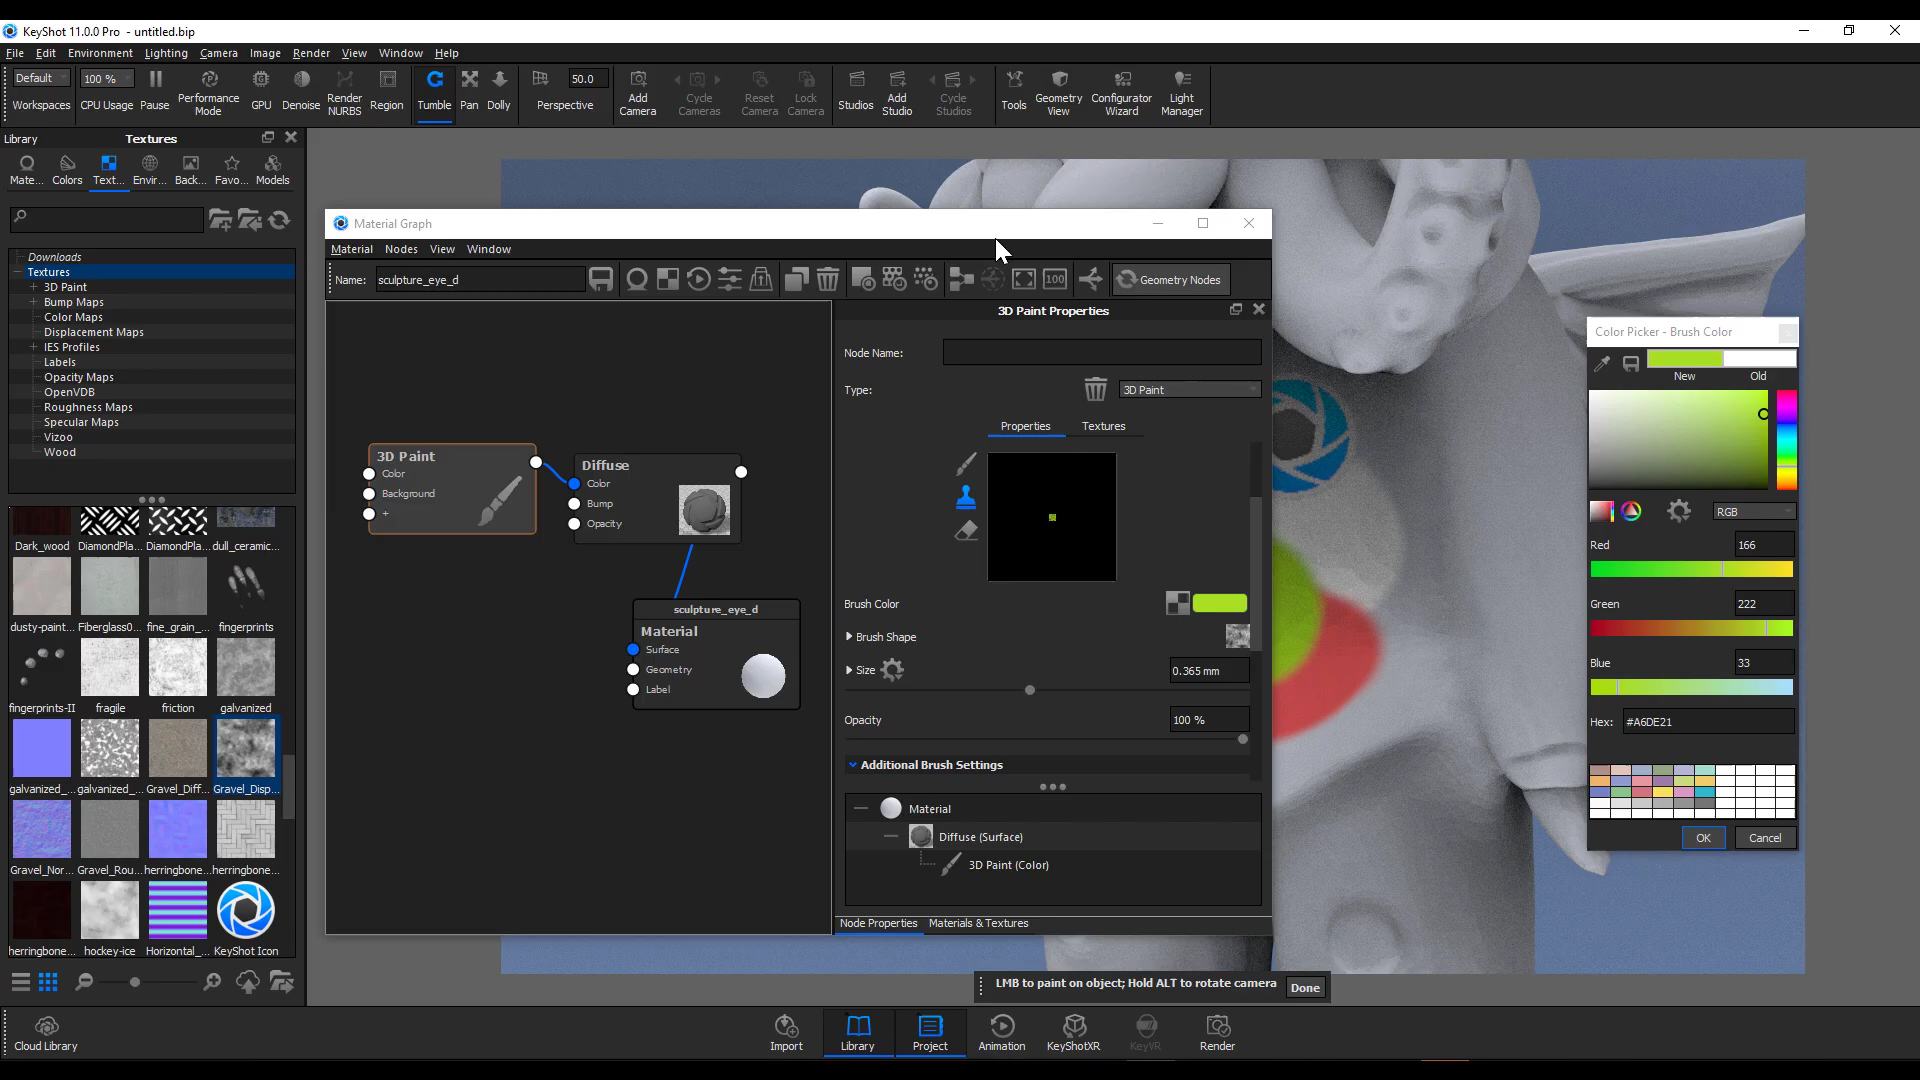 KeyShot 11.0.0 Pro - untitled.bip
File Edit Environment Lighting Camera Image Render View Window Help
Default 100 % 50.0
Workspaces CPU Usage Pause Performance Mode GPU Denoise Render NURBS Region Tumble Pan Dolly Perspective Add Camera Cycle Cameras Reset Camera Lock Camera Studios Add Studio Cycle Studios Tools Geometry View Configurator Wizard Light Manager
Library Textures
Mate... Colors Text... Envir... Back... Favo... Models
Downloads
Textures
3D Paint
Bump Maps
Color Maps
Displacement Maps
IES Profiles
Labels
Opacity Maps
OpenVDB
Roughness Maps
Specular Maps
Vizoo
Wood
Dark_wood DiamondPla... DiamondPla... dull_ceramic...
dusty-paint... Fiberglass0... fine_grain_... fingerprints
fingerprints-II fragile friction galvanized
galvanized_... galvanized_... Gravel_Diff... Gravel_Disp...
Gravel_Nor... Gravel_Rou... herringbone... herringbone...
herringbone... hockey-ice Horizontal_... KeyShot Icon
Material Graph
Material Nodes View Window
Name: sculpture_eye_d 100 Geometry Nodes
3D Paint
Color
Background
+
Diffuse
Color
Bump
Opacity
sculpture_eye_d
Material
Surface
Geometry
Label
3D Paint Properties
Node Name:
Type: 3D Paint
Properties Textures
Brush Color
Brush Shape
Size 0.365 mm
Opacity 100 %
Additional Brush Settings
Material
Diffuse (Surface)
3D Paint (Color)
Node Properties Materials & Textures
Color Picker - Brush Color
New Old
RGB
Red 166
Green 222
Blue 33
Hex: #A6DE21
OK Cancel
LMB to paint on object; Hold ALT to rotate camera Done
Cloud Library Import Library Project Animation KeyShotXR KeyVR Render